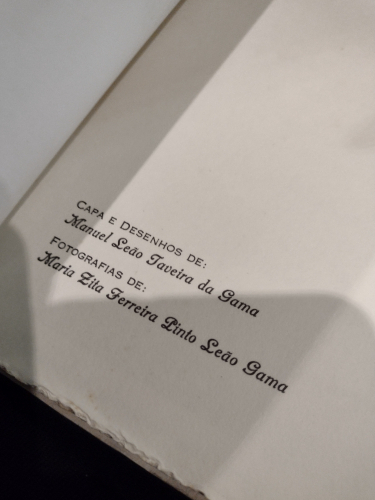 CAPA E DESENHOS DE:
Manuel Leão Taveira da Gama
FOTOGRAFIAS DE:
Maria Zita Ferreira Pinto Leão Gama